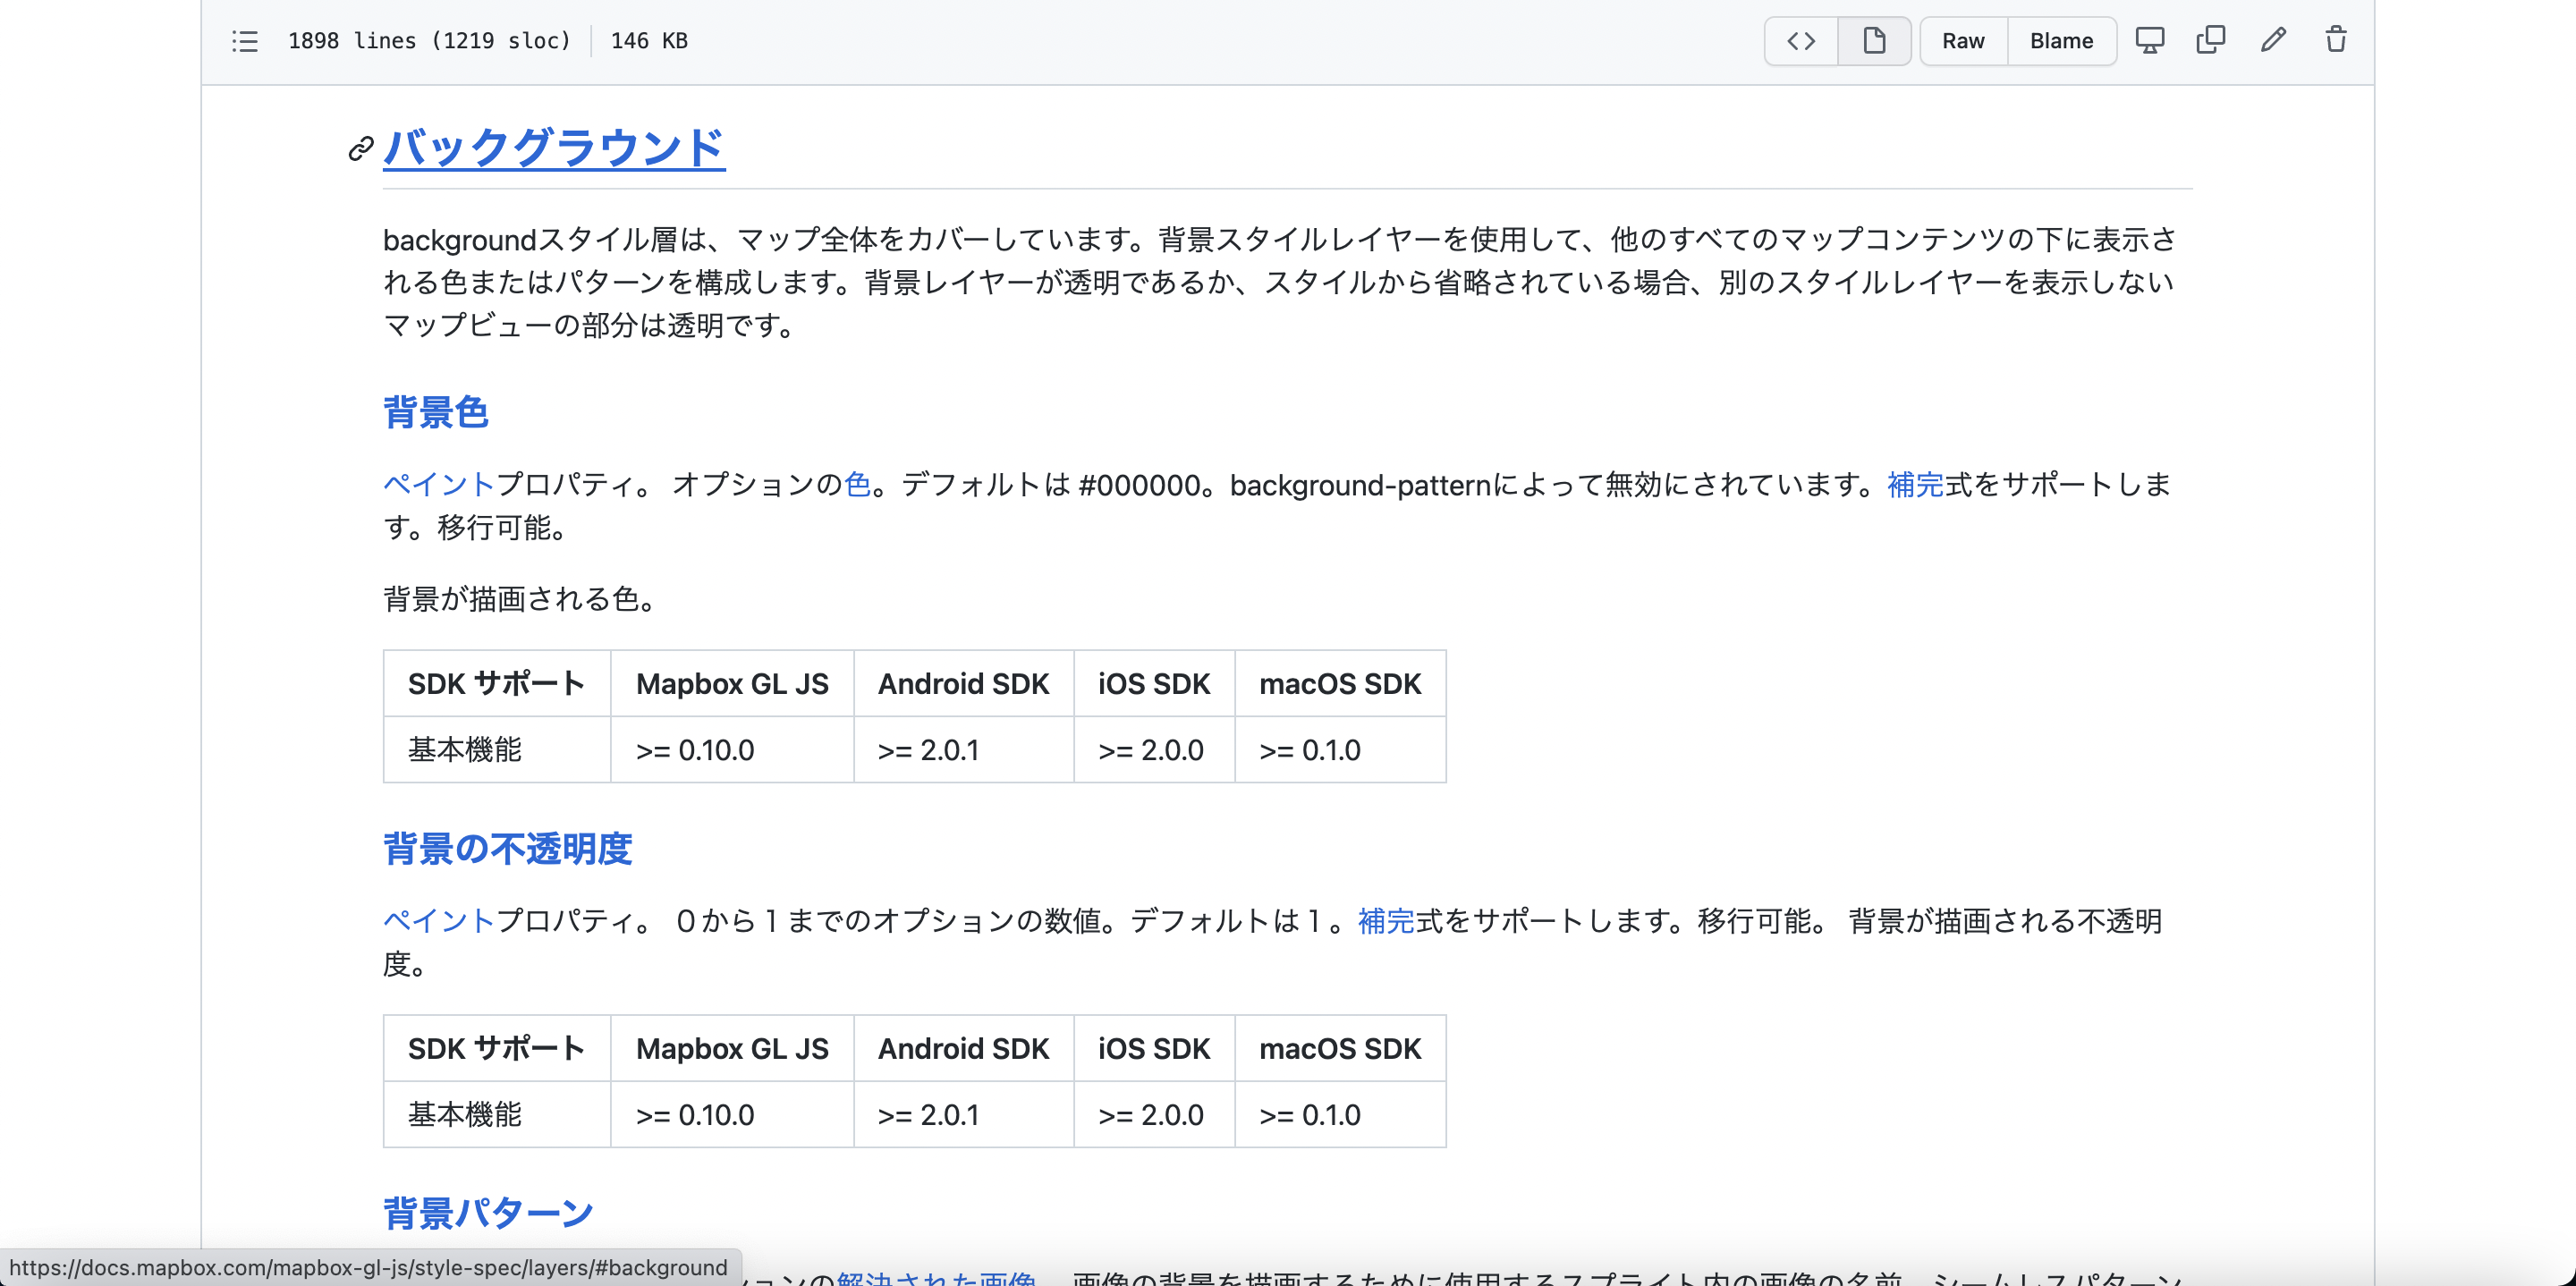 1898 lines (1219 sloc) 146 KB
Raw Blame
バックグラウンド
backgroundスタイル層は、マップ全体をカバーしています。背景スタイルレイヤーを使用して、他のすべてのマップコンテンツの下に表示さ
れる色またはパターンを構成します。背景レイヤーが透明であるか、スタイルから省略されている場合、別のスタイルレイヤーを表示しない
マップビューの部分は透明です。
背景色
ペイントプロパティ。 オプションの色。デフォルトは #000000。background-patternによって無効にされています。補完式をサポートしま
す。移行可能。
背景が描画される色。
SDK サポート Mapbox GL JS Android SDK iOS SDK macOS SDK
基本機能 >= 0.10.0 >= 2.0.1 >= 2.0.0 >= 0.1.0
背景の不透明度
ペイントプロパティ。 0から1までのオプションの数値。デフォルトは1。補完式をサポートします。移行可能。 背景が描画される不透明
度。
SDK サポート Mapbox GL JS Android SDK iOS SDK macOS SDK
基本機能 >= 0.10.0 >= 2.0.1 >= 2.0.0 >= 0.1.0
背景パターン
ションの解決された画像。 画像の背景を描画するために使用するスプライト内の画像の名前。シームレスパターン
https://docs.mapbox.com/mapbox-gl-js/style-spec/layers/#background